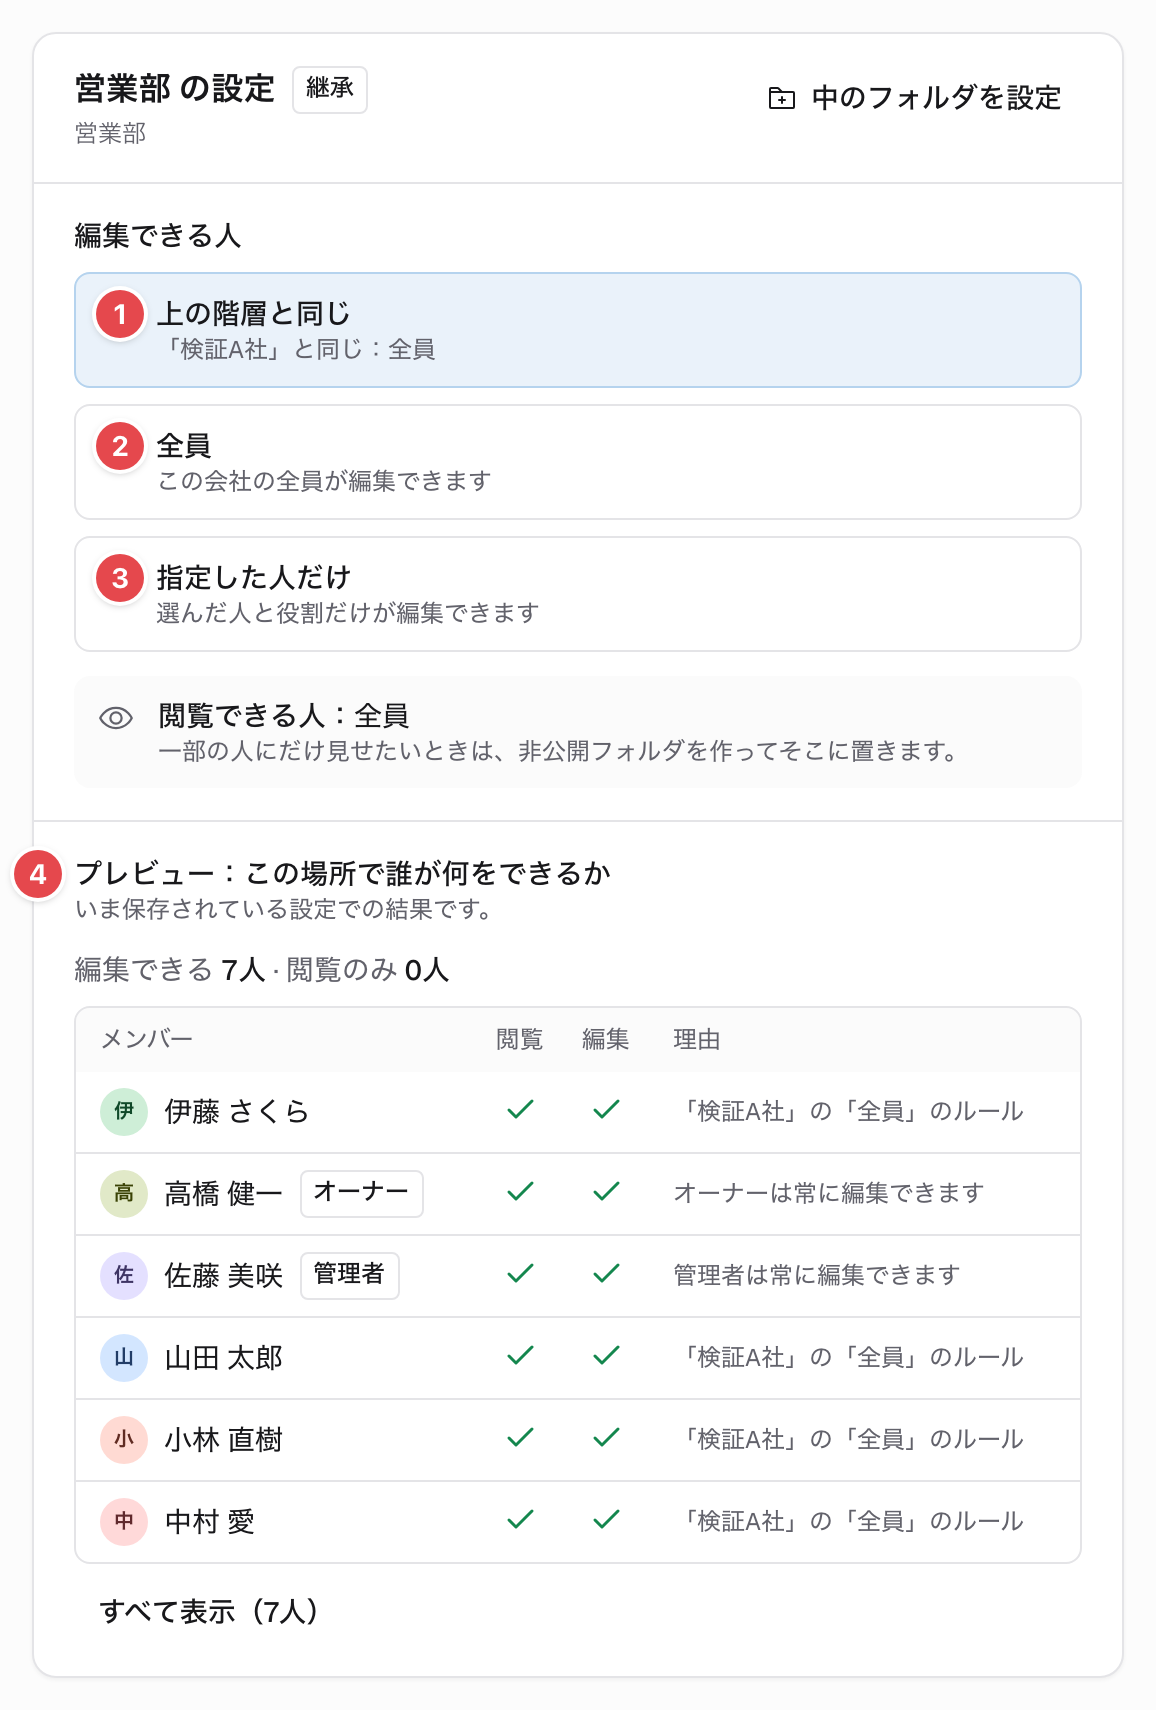 営業部 の設定 継承
中のフォルダを設定
営業部
編集できる人
1 上の階層と同じ
「検証A社」と同じ：全員
2 全員
この会社の全員が編集できます
3 指定した人だけ
選んだ人と役割だけが編集できます
閲覧できる人：全員
一部の人にだけ見せたいときは、非公開フォルダを作ってそこに置きます。
4 プレビュー：この場所で誰が何をできるか
いま保存されている設定での結果です。
編集できる 7人 · 閲覧のみ 0人
メンバー 閲覧 編集 理由
伊 伊藤 さくら 「検証A社」の「全員」のルール
高 高橋 健一 オーナー オーナーは常に編集できます
佐 佐藤 美咲 管理者 管理者は常に編集できます
山 山田 太郎 「検証A社」の「全員」のルール
小 小林 直樹 「検証A社」の「全員」のルール
中 中村 愛 「検証A社」の「全員」のルール
すべて表示（7人）